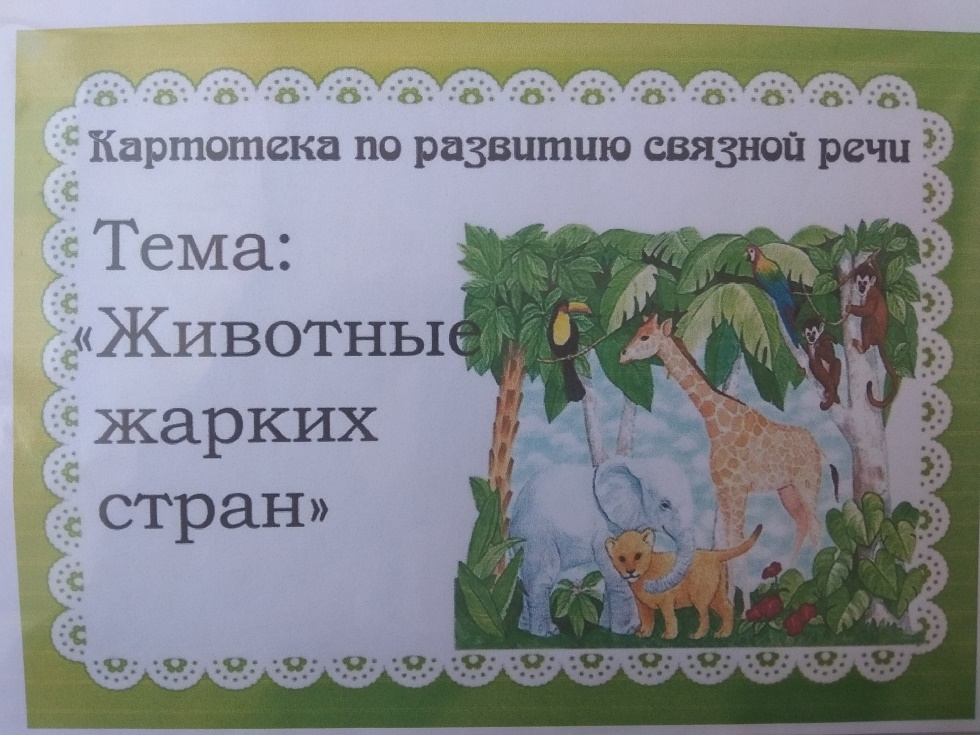 Картотека по развитию связной речи
Тема:
«Животные
жарких
стран»